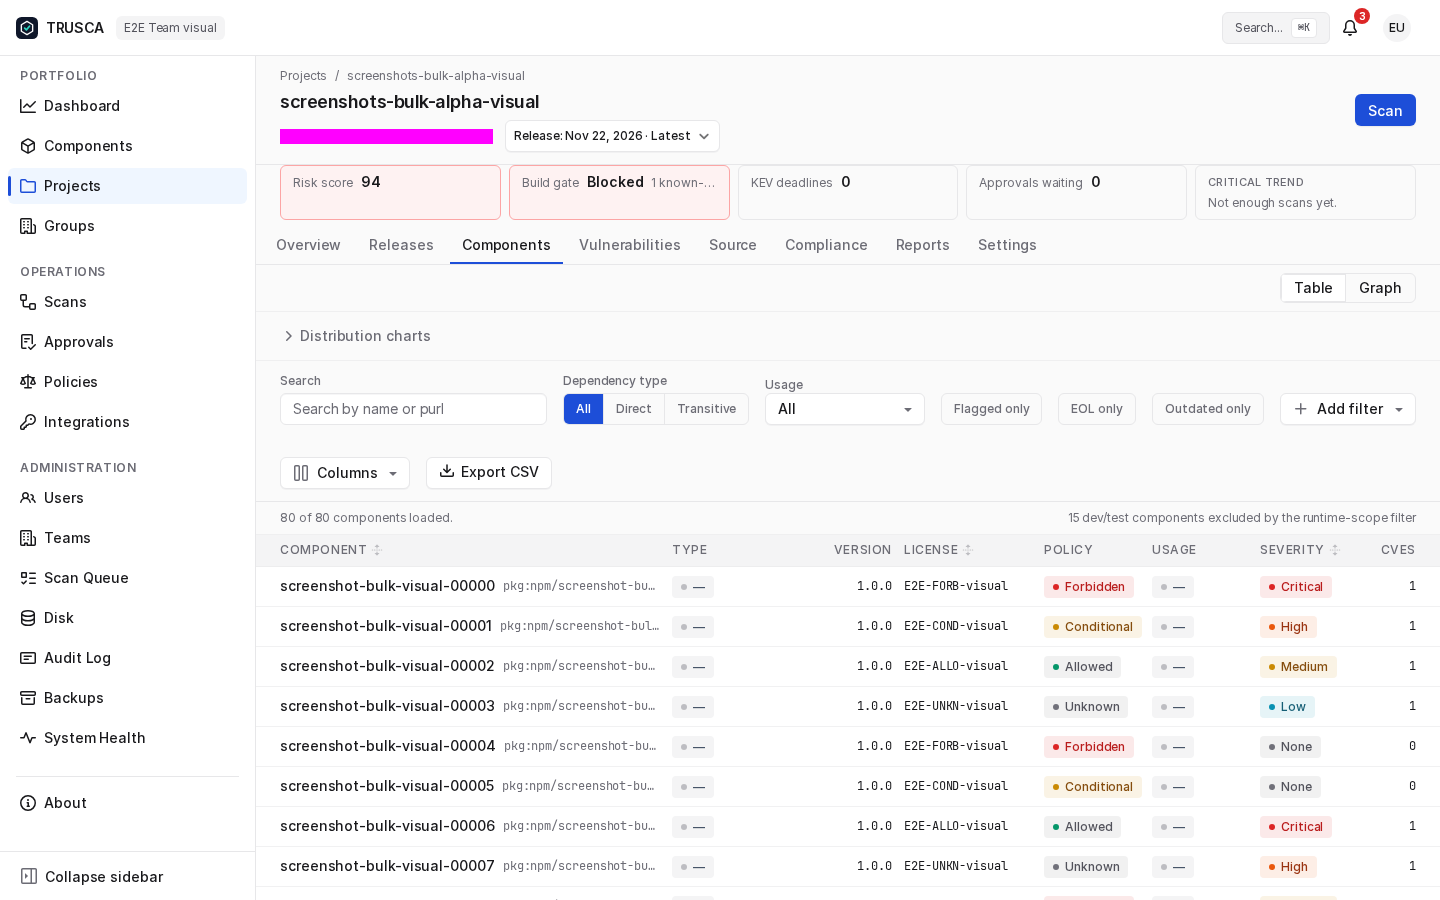 TRUSCA E2E Team visual Search... ⌘K 3 EU
PORTFOLIO
Dashboard
Components
Projects
Groups
OPERATIONS
Scans
Approvals
Policies
Integrations
ADMINISTRATION
Users
Teams
Scan Queue
Disk
Audit Log
Backups
System Health
About
Collapse sidebar
Projects / screenshots-bulk-alpha-visual
screenshots-bulk-alpha-visual
Scan
Release: Nov 22, 2026 · Latest
Risk score 94
Build gate Blocked 1 known-...
KEV deadlines 0
Approvals waiting 0
CRITICAL TREND
Not enough scans yet.
Overview Releases Components Vulnerabilities Source Compliance Reports Settings
Table Graph
Distribution charts
Search
Search by name or purl
Dependency type
All Direct Transitive
Usage
All
Flagged only EOL only Outdated only Add filter
Columns Export CSV
80 of 80 components loaded. 15 dev/test components excluded by the runtime-scope filter
COMPONENT TYPE VERSION LICENSE POLICY USAGE SEVERITY CVES
screenshot-bulk-visual-00000 pkg:npm/screenshot-bu… — 1.0.0 E2E-FORB-visual Forbidden — Critical 1
screenshot-bulk-visual-00001 pkg:npm/screenshot-bul… — 1.0.0 E2E-COND-visual Conditional — High 1
screenshot-bulk-visual-00002 pkg:npm/screenshot-bu… — 1.0.0 E2E-ALLO-visual Allowed — Medium 1
screenshot-bulk-visual-00003 pkg:npm/screenshot-bu… — 1.0.0 E2E-UNKN-visual Unknown — Low 1
screenshot-bulk-visual-00004 pkg:npm/screenshot-bu… — 1.0.0 E2E-FORB-visual Forbidden — None 0
screenshot-bulk-visual-00005 pkg:npm/screenshot-bu… — 1.0.0 E2E-COND-visual Conditional — None 0
screenshot-bulk-visual-00006 pkg:npm/screenshot-bu… — 1.0.0 E2E-ALLO-visual Allowed — Critical 1
screenshot-bulk-visual-00007 pkg:npm/screenshot-bu… — 1.0.0 E2E-UNKN-visual Unknown — High 1